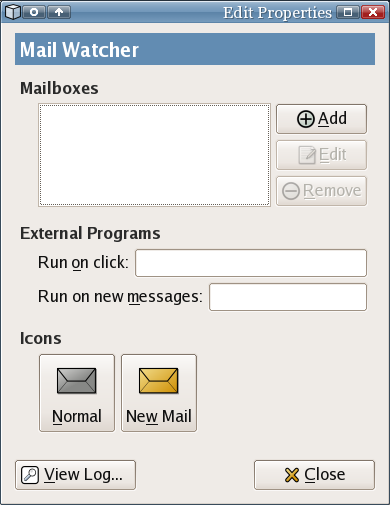 Edit Properties
Mail Watcher
Mailboxes
Add
Edit
Remove
External Programs
Run on click:
Run on new messages:
Icons
Normal
New Mail
View Log...
Close